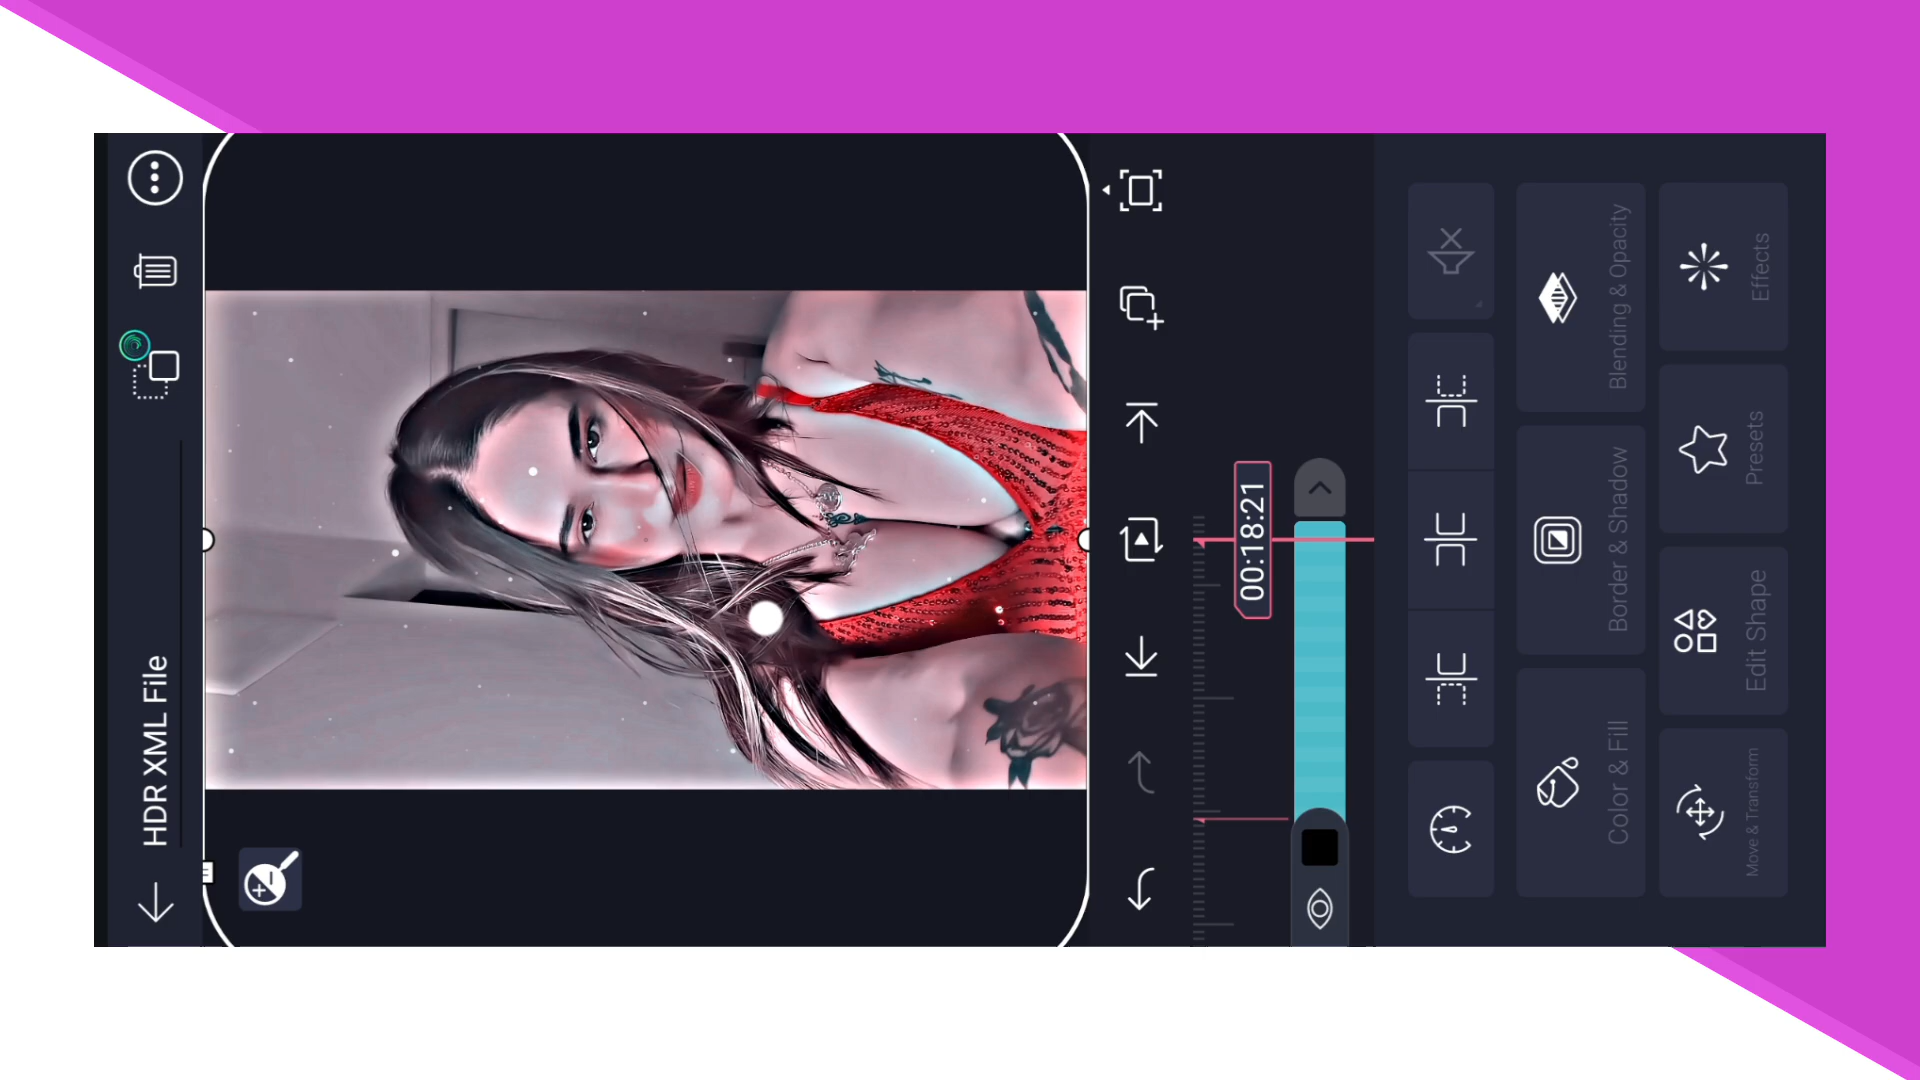 HDR XML File
00:18:21
Color & Fill
Border & Shadow
Blending & Opacity
Move & Transform
Edit Shape
Presets
Effects